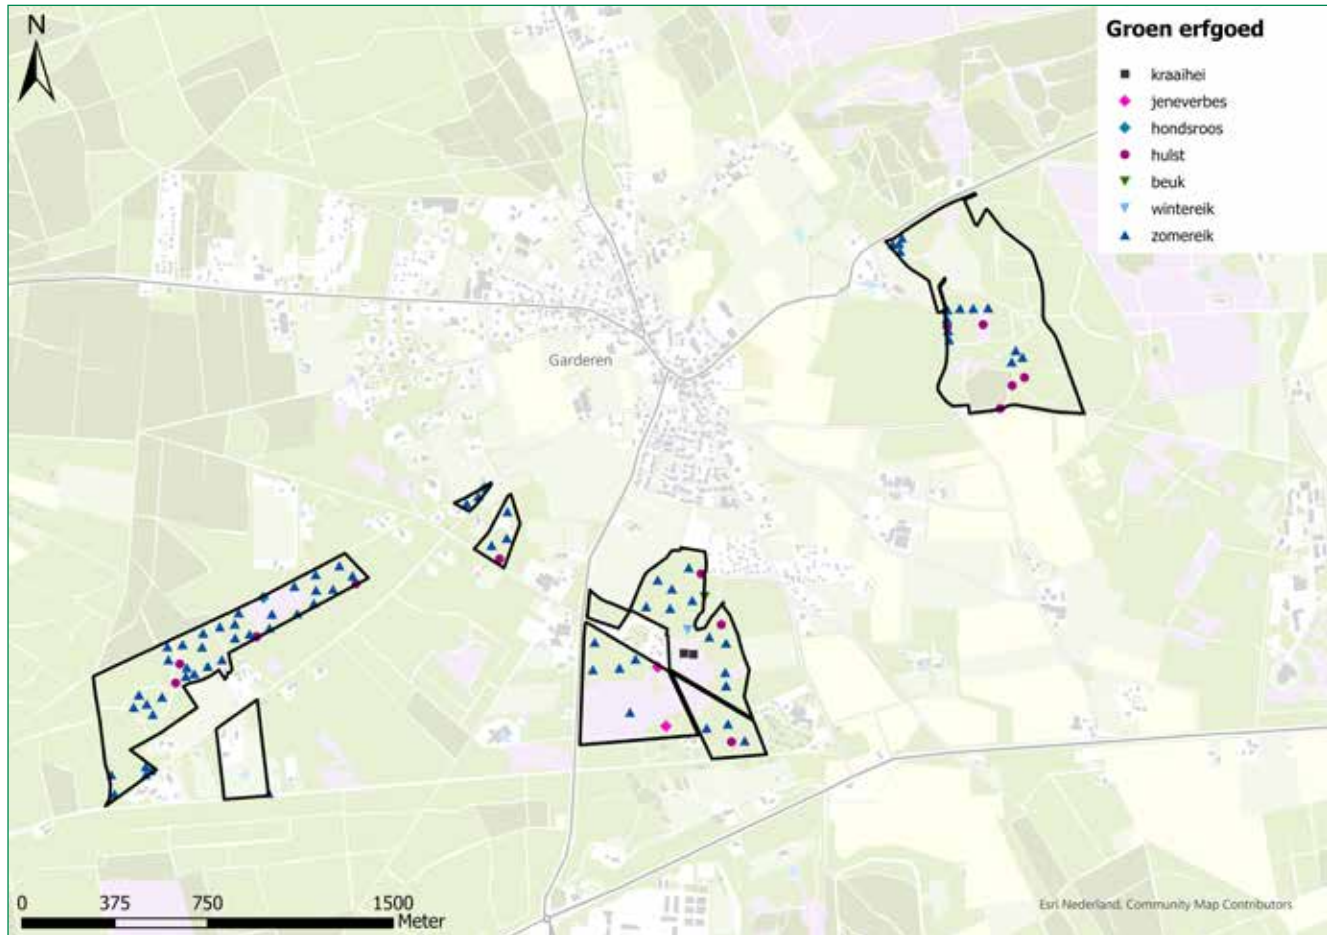 N
Groen erfgoed
kraaihei
jeneverbes
hondsroos
hulst
beuk
wintereik
zomereik
Garderen
0 375 750 1500
Meter
Esri Nederland, Community Map Contributors